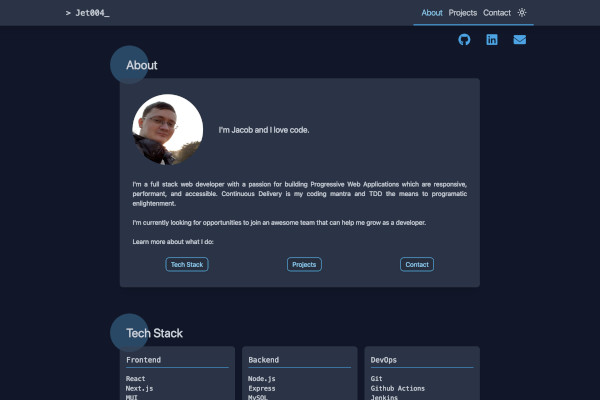 > Jet004_
About Projects Contact
About
I'm Jacob and I love code.
I'm a full stack web developer with a passion for building Progressive Web Applications which are responsive,
performant, and accessible. Continuous Delivery is my coding mantra and TDD the means to programatic
enlightenment.
I'm currently looking for opportunities to join an awesome team that can help me grow as a developer.
Learn more about what I do:
Tech Stack Projects Contact
Tech Stack
Frontend Backend DevOps
React Node.js Git
Next.js Express Github Actions
MUI MySQL Jenkins